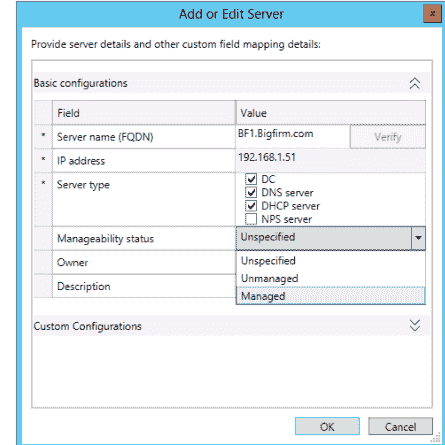 Add or Edit Server
x
Provide server details and other custom field mapping details:
Basic configurations
Field Value
* Server name (FQDN) BF1.Bigfirm.com Verify
* IP address 192.168.1.51
* Server type DC
DNS server
DHCP server
NPS server
Manageability status Unspecified
Owner Unspecified
Unmanaged
Description Managed
Custom Configurations
OK Cancel